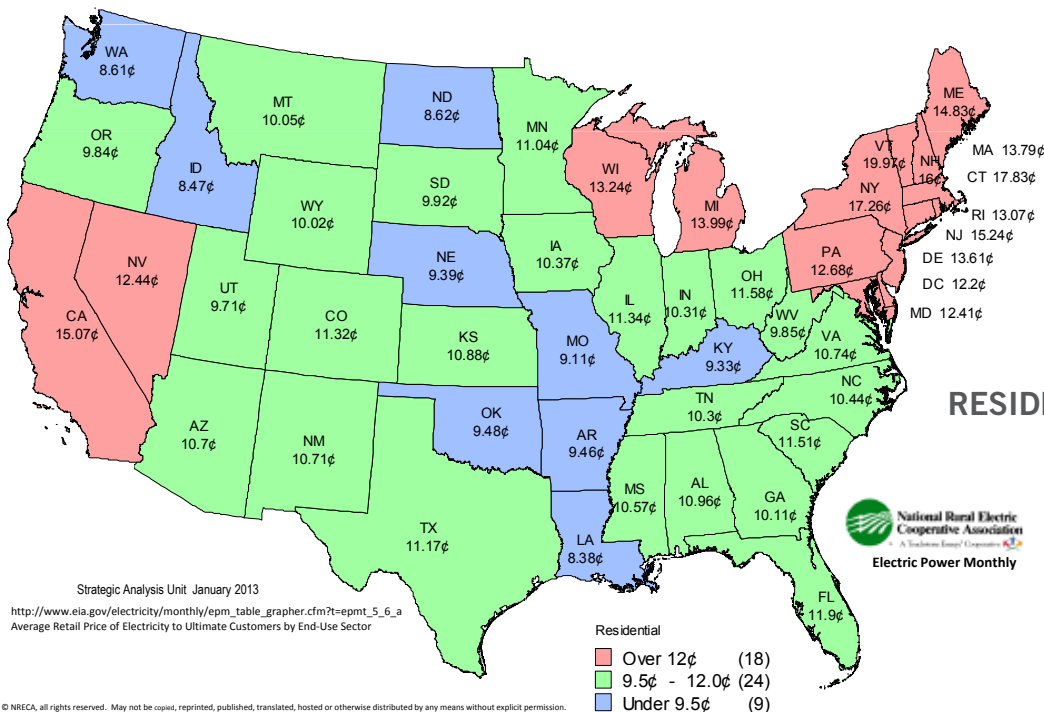 WA
8.61¢
MT
10.05¢
ND
8.62¢
MN
11.04¢
ME
14.83¢
OR
9.84¢
ID
8.47¢
WY
10.02¢
SD
9.92¢
WI
13.24¢
MI
13.99¢
VT
19.97¢
NH
16¢
NY
17.26¢
MA 13.79¢
CT 17.83¢
RI 13.07¢
NJ 15.24¢
DE 13.61¢
DC 12.2¢
MD 12.41¢
NV
12.44¢
CA
15.07¢
UT
9.71¢
CO
11.32¢
NE
9.39¢
IA
10.37¢
KS
10.88¢
MO
9.11¢
IL
11.34¢
IN
10.31¢
OH
11.58¢
PA
12.68¢
WV
9.85¢
VA
10.74¢
KY
9.33¢
NC
10.44¢
TN
10.3¢
SC
11.51¢
AZ
10.7¢
NM
10.71¢
OK
9.48¢
AR
9.46¢
MS
10.57¢
AL
10.96¢
GA
10.11¢
TX
11.17¢
LA
8.38¢
FL
11.9¢
RESIDE
National Rural Electric
Cooperative Association
A Touchstone Energy® Cooperative
Electric Power Monthly
Strategic Analysis Unit January 2013
http://www.eia.gov/electricity/monthly/epm_table_grapher.cfm?t=epmt_5_6_a
Average Retail Price of Electricity to Ultimate Customers by End-Use Sector
Residential
Over 12¢ (18)
9.5¢ - 12.0¢ (24)
Under 9.5¢ (9)
© NRECA, all rights reserved. May not be copied, reprinted, published, translated, hosted or otherwise distributed by any means without explicit permission.